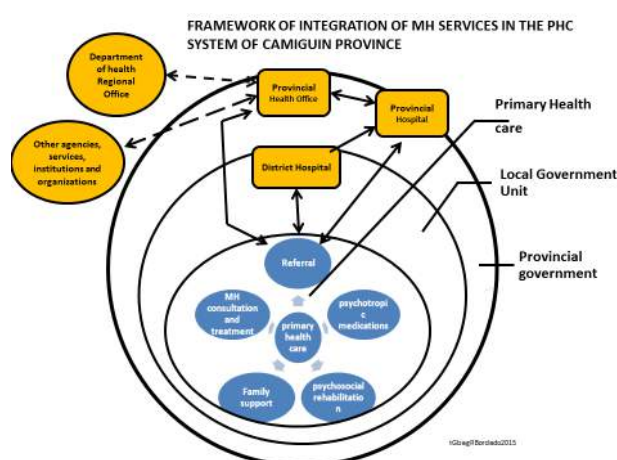 FRAMEWORK OF INTEGRATION OF MH SERVICES IN THE PHC
SYSTEM OF CAMIGUIN PROVINCE
Department
of health
Regional
Office
Provincial
Health Office
Provincial
Hospital
Primary Health
care
Other agencies,
services,
institutions and
organizations
District Hospital
Local Government
Unit
Provincial
government
Referral
MH
consultation
and
treatment
psychotropi
c
medications
primary
health
care
Family
support
psychosocial
rehabilitatio
n